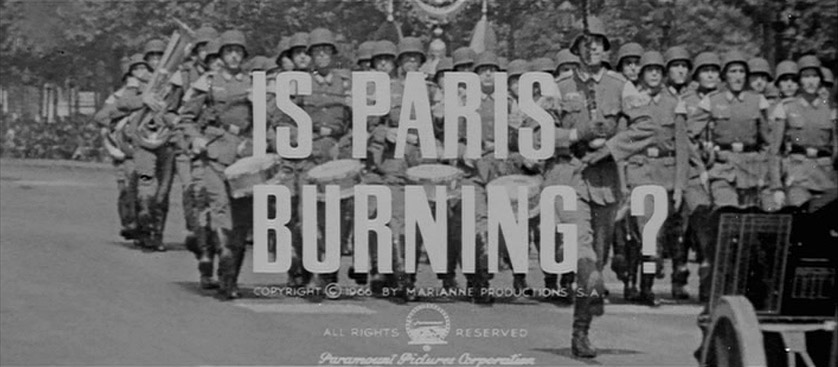 IS PARIS
BURNING ?
COPYRIGHT © 1966 BY MARIANNE PRODUCTIONS S.A.
ALL RIGHTS RESERVED
Paramount Pictures Corporation